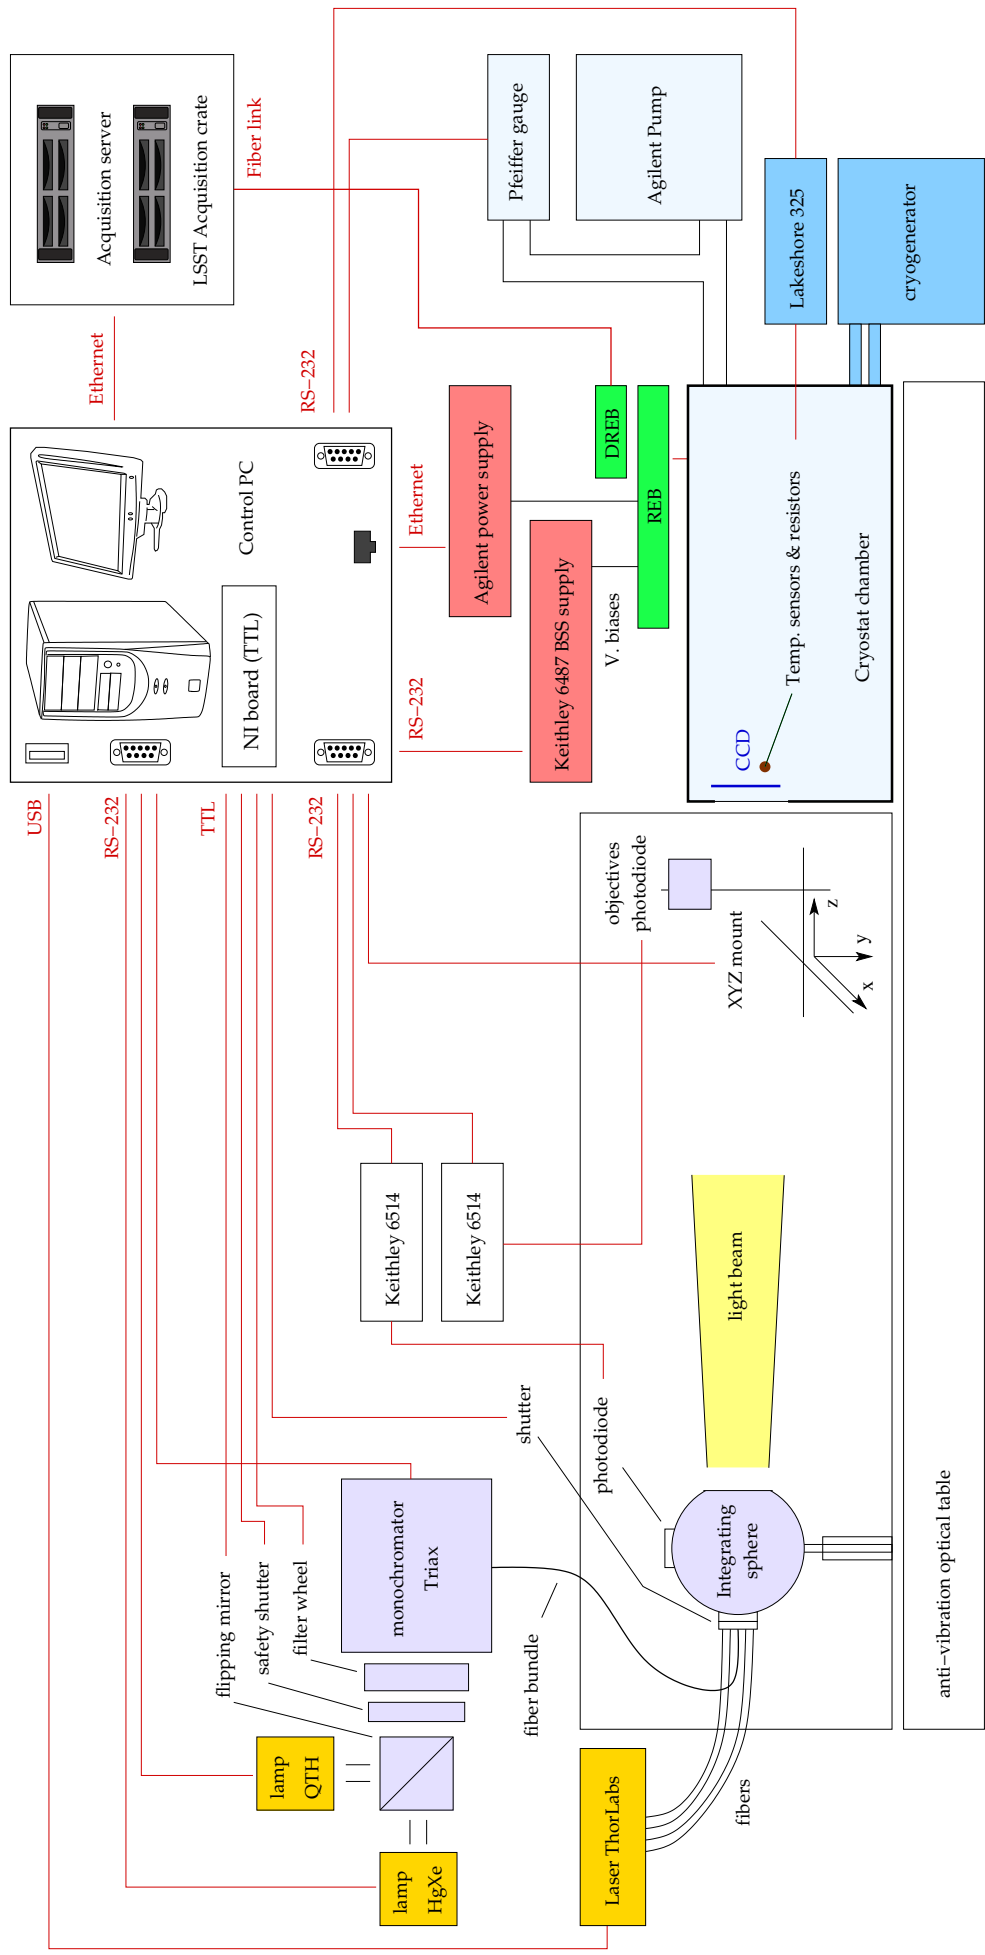 USB
RS−232
TTL
RS−232
NI board (TTL)
Control PC
Ethernet
Acquisition server
LSST Acquisition crate
Fiber link
RS−232
RS−232
Ethernet
Keithley 6487 BSS supply
Agilent power supply
V. biases
DREB
REB
Pfeiffer gauge
Agilent Pump
Lakeshore 325
cryogenerator
CCD
Temp. sensors & resistors
Cryostat chamber
lamp
HgXe
lamp
QTH
flipping mirror
safety shutter
filter wheel
monochromator
Triax
Keithley 6514
Keithley 6514
shutter
photodiode
fiber bundle
Laser ThorLabs
fibers
Integrating
sphere
light beam
objectives
photodiode
XYZ mount
x
y
z
anti−vibration optical table